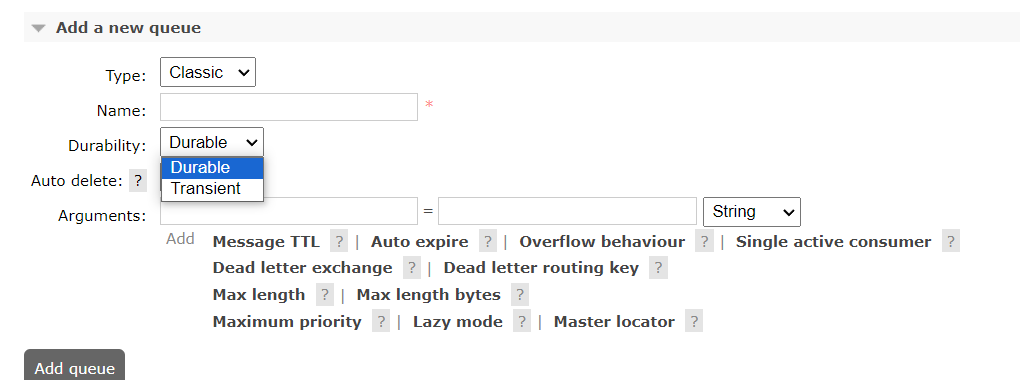 Add a new queue
Type: Classic
Name: *
Durability: Durable
Durable
Auto delete: ?
Transient
Arguments: = String
Add Message TTL ? | Auto expire ? | Overflow behaviour ? | Single active consumer ?
Dead letter exchange ? | Dead letter routing key ?
Max length ? | Max length bytes ?
Maximum priority ? | Lazy mode ? | Master locator ?
Add queue